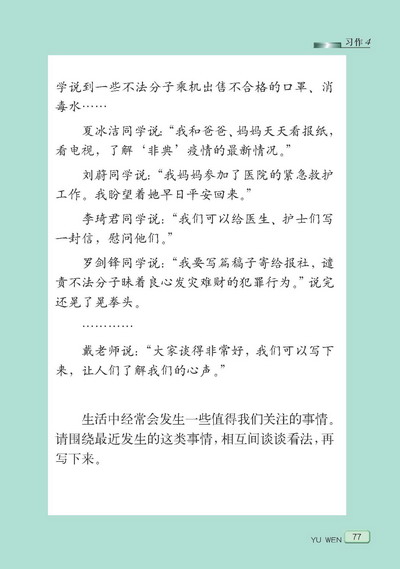 习作4
学说到一些不法分子乘机出售不合格的口罩、消
毒水……
夏冰洁同学说：“我和爸爸、妈妈天天看报纸，
看电视，了解‘非典’疫情的最新情况。”
刘蔚同学说：“我妈妈参加了医院的紧急救护
工作。我盼望着她早日平安回来。”
李琦君同学说：“我们可以给医生、护士们写
一封信，慰问他们。”
罗剑锋同学说：“我要写篇稿子寄给报社，谴
责不法分子昧着良心发灾难财的犯罪行为。”说完
还晃了晃拳头。
…………
戴老师说：“大家谈得非常好，我们可以写下
来，让人们了解我们的心声。”
生活中经常会发生一些值得我们关注的事情。
请围绕最近发生的这类事情，相互间谈谈看法，再
写下来。
YU WEN 77